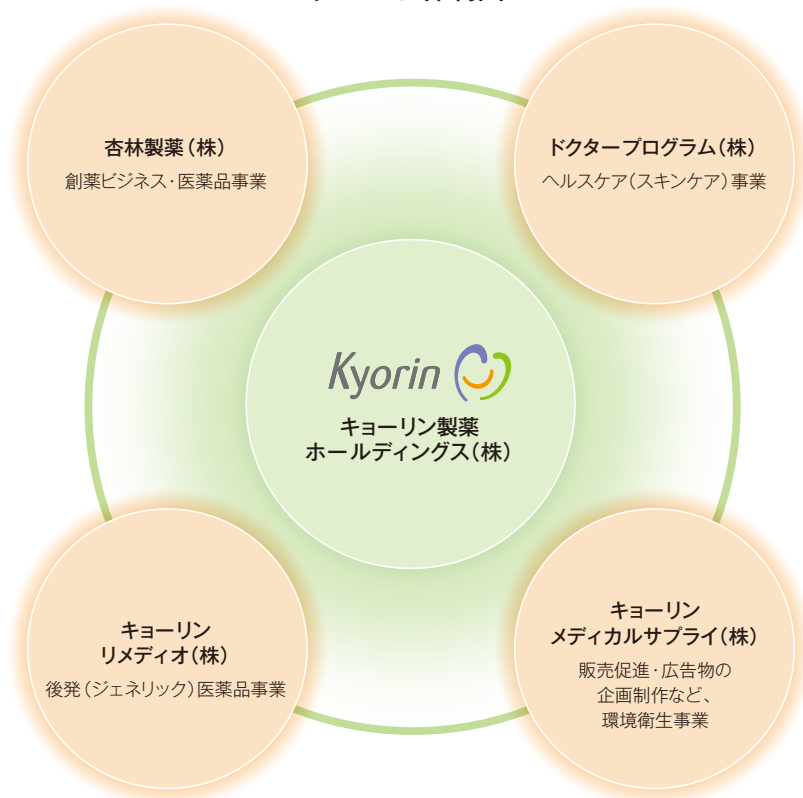 杏林製薬(株)
創薬ビジネス・医薬品事業
ドクタープログラム(株)
ヘルスケア(スキンケア)事業
Kyorin
キョーリン製薬
ホールディングス(株)
キョーリン
リメディオ(株)
後発(ジェネリック)医薬品事業
キョーリン
メディカルサプライ(株)
販売促進・広告物の
企画制作など、
環境衛生事業